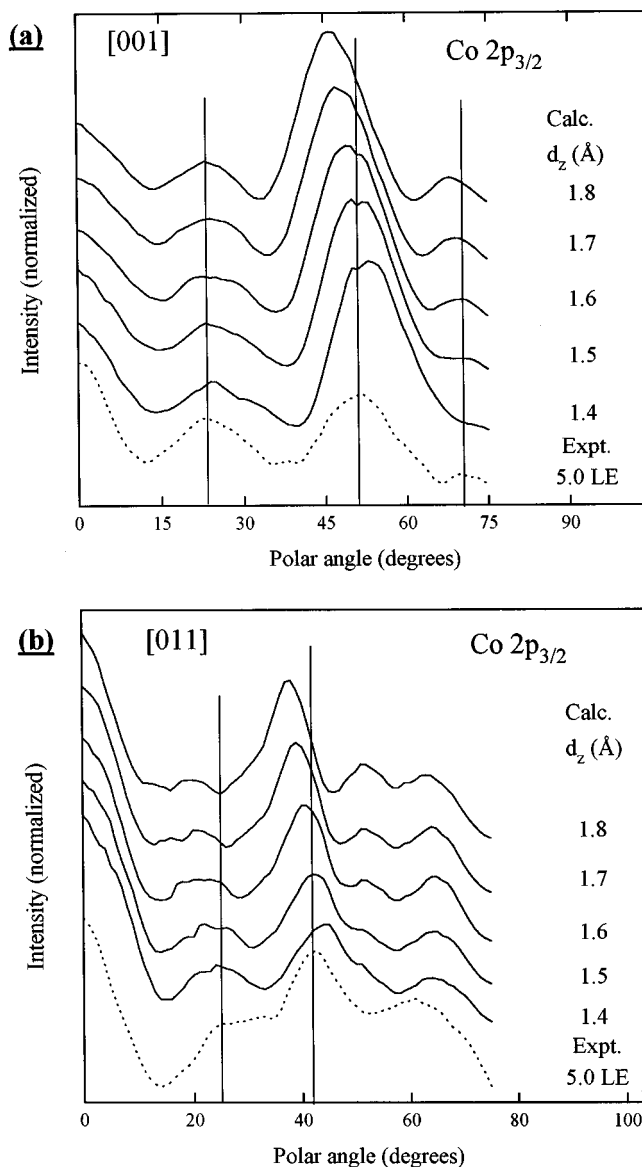 (a)
[001]
Co 2p3/2
Calc.
dz (Å)
1.8
1.7
1.6
1.5
1.4
Expt.
5.0 LE
Intensity (normalized)
0 15 30 45 60 75 90
Polar angle (degrees)
(b)
[011]
Co 2p3/2
Calc.
dz (Å)
1.8
1.7
1.6
1.5
1.4
Expt.
5.0 LE
Intensity (normalized)
0 20 40 60 80 100
Polar angle (degrees)